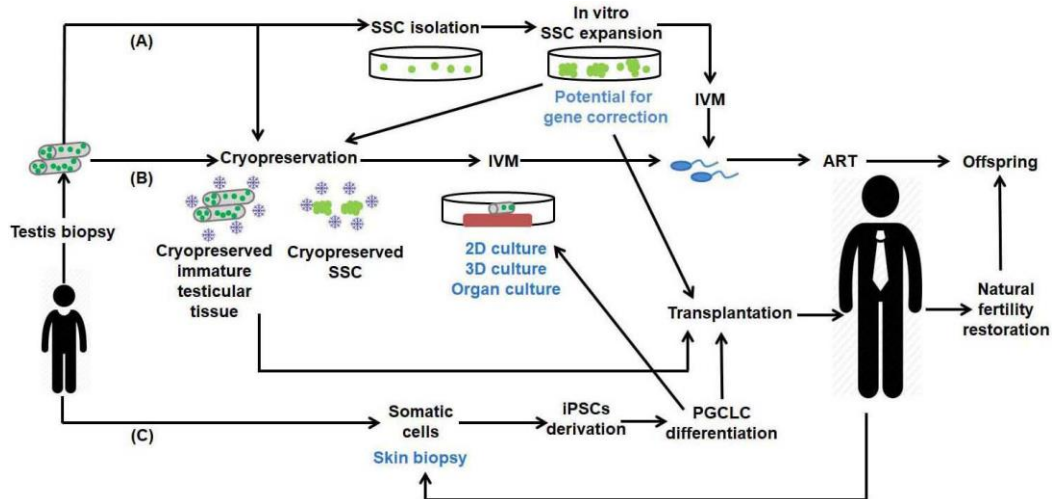 (A)
SSC isolation
In vitro
SSC expansion
Potential for
gene correction
IVM
(B)
Cryopreservation
IVM
ART
Offspring
Testis biopsy
Cryopreserved
immature
testicular
tissue
Cryopreserved
SSC
2D culture
3D culture
Organ culture
Transplantation
Natural
fertility
restoration
(C)
Somatic
cells
Skin biopsy
iPSCs
derivation
PGCLC
differentiation